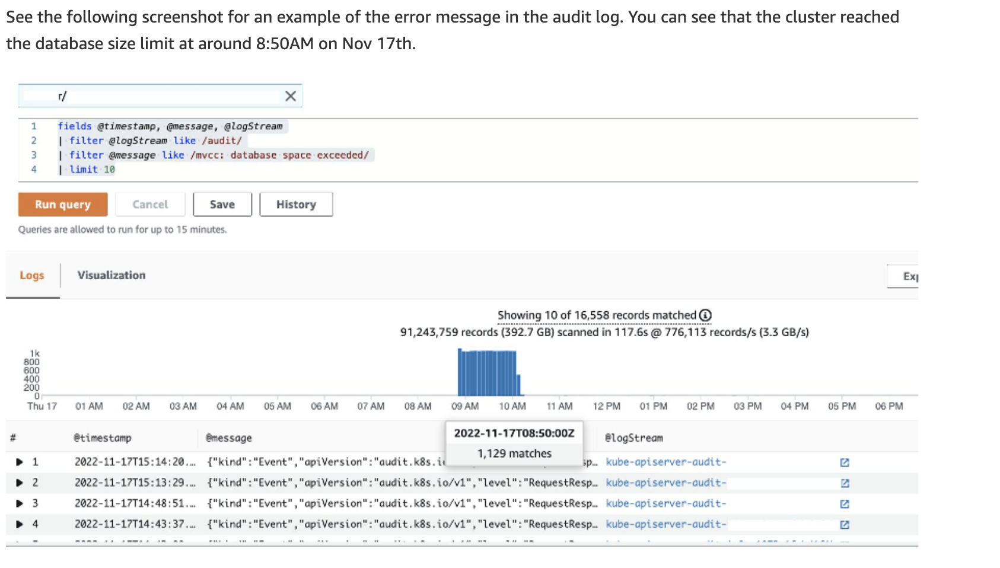 See the following screenshot for an example of the error message in the audit log. You can see that the cluster reached
the database size limit at around 8:50AM on Nov 17th.
r/
1 fields @timestamp, @message, @logStream
2 | filter @logStream like /audit/
3 | filter @message like /mvcc: database space exceeded/
4 | limit 10
Run query Cancel Save History
Queries are allowed to run for up to 15 minutes.
Logs Visualization Exp
Showing 10 of 16,558 records matched
91,243,759 records (392.7 GB) scanned in 117.6s @ 776,113 records/s (3.3 GB/s)
1k
800
600
400
200
0
Thu 17 01 AM 02 AM 03 AM 04 AM 05 AM 06 AM 07 AM 08 AM 09 AM 10 AM 11 AM 12 PM 01 PM 02 PM 03 PM 04 PM 05 PM 06 PM
2022-11-17T08:50:00Z
1,129 matches
# @timestamp @message @logStream
1 2022-11-17T15:14:20.… {"kind":"Event","apiVersion":"audit.k8s.i sp… kube-apiserver-audit-
2 2022-11-17T15:13:29.… {"kind":"Event","apiVersion":"audit.k8s.io/v1","level":"RequestResp… kube-apiserver-audit-
3 2022-11-17T14:48:51.… {"kind":"Event","apiVersion":"audit.k8s.io/v1","level":"RequestResp… kube-apiserver-audit-
4 2022-11-17T14:43:37.… {"kind":"Event","apiVersion":"audit.k8s.io/v1","level":"RequestResp… kube-apiserver-audit-